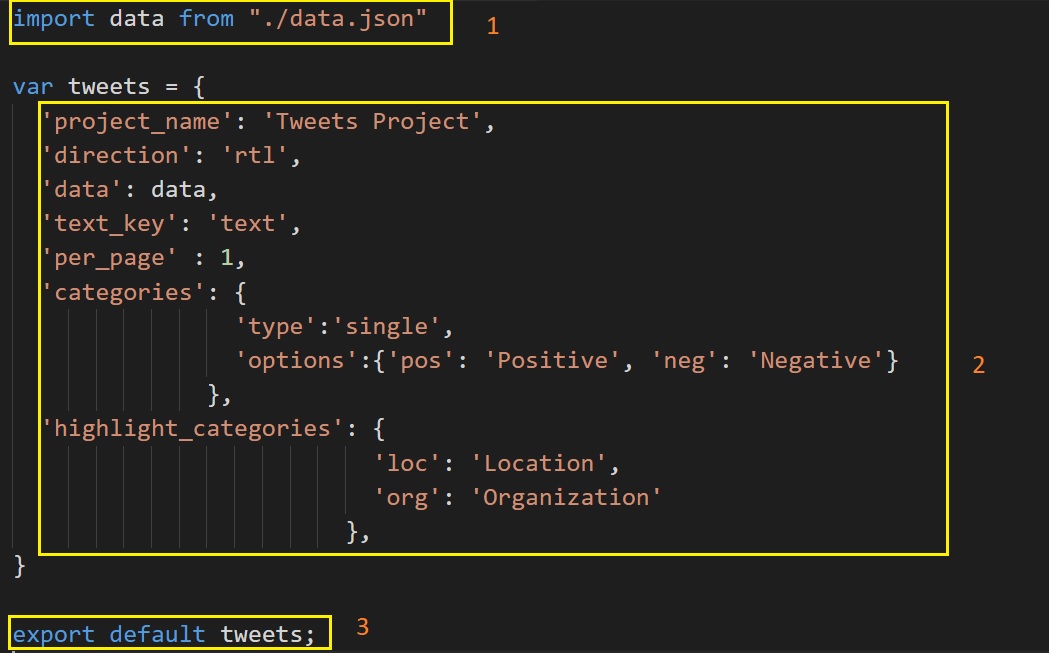 import data from "./data.json"
1
var tweets = {
'project_name': 'Tweets Project',
'direction': 'rtl',
'data': data,
'text_key': 'text',
'per_page' : 1,
'categories': {
'type':'single',
'options':{'pos': 'Positive', 'neg': 'Negative'}
2
},
'highlight_categories': {
'loc': 'Location',
'org': 'Organization'
},
}
export default tweets;
3